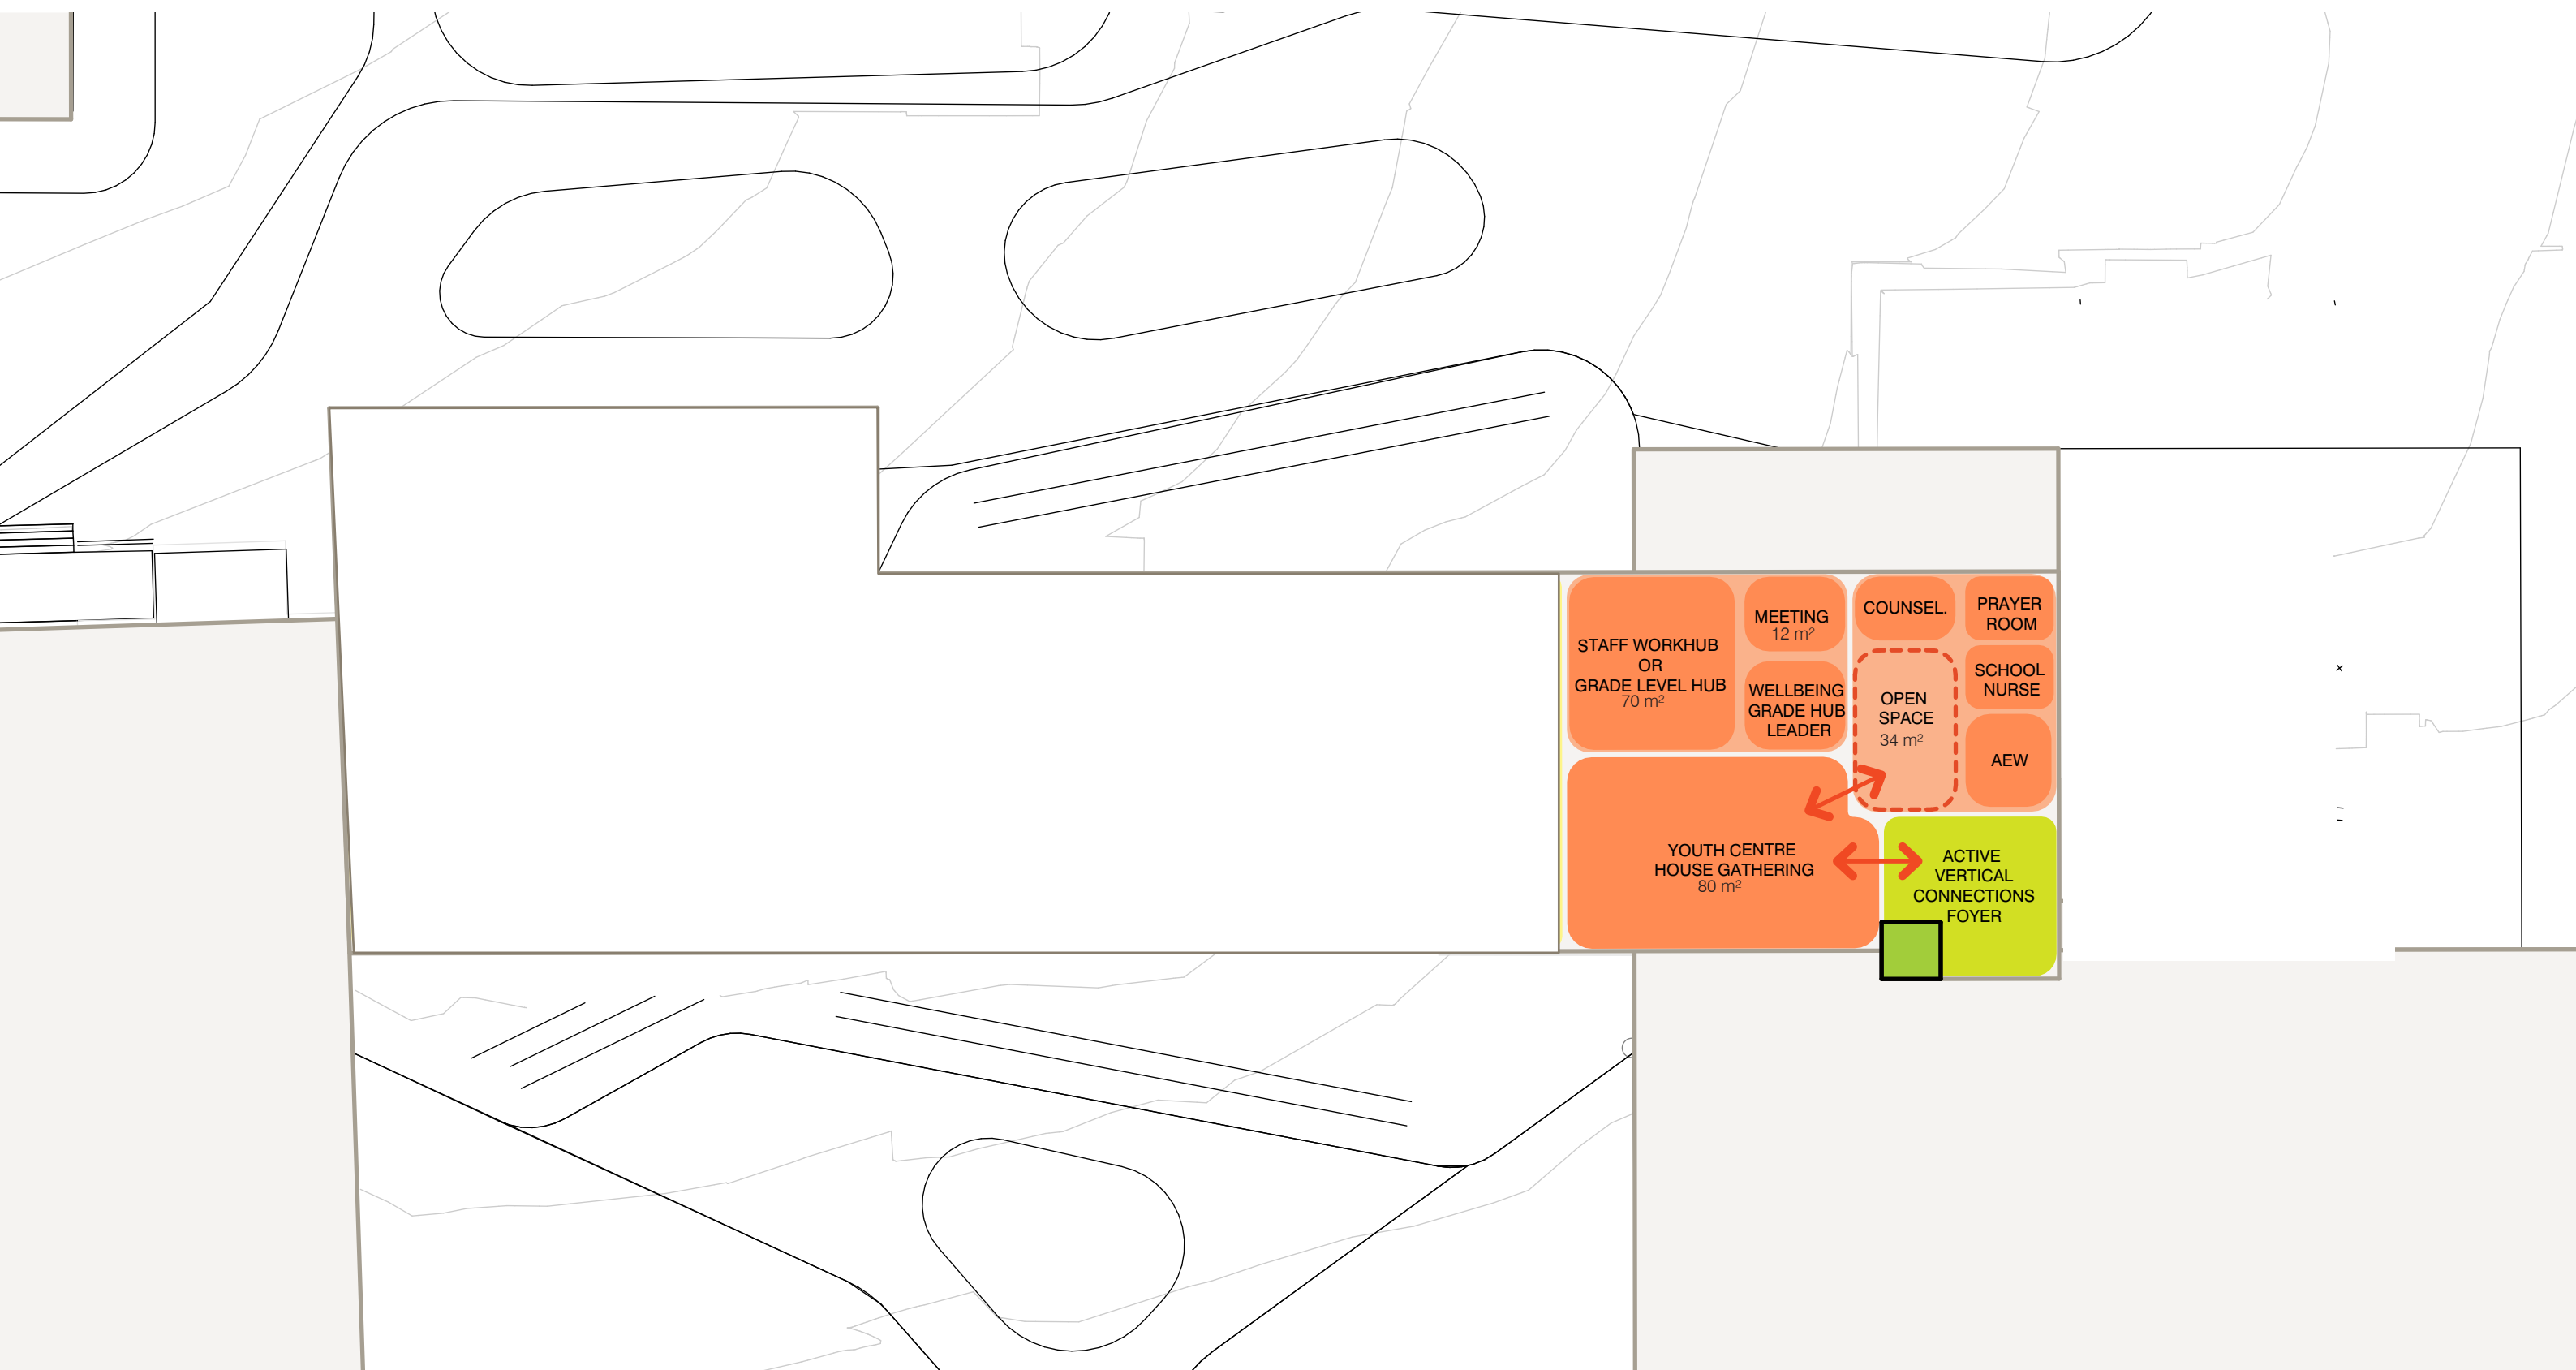 STAFF WORKHUB
OR
GRADE LEVEL HUB
70 m²
MEETING
12 m²
WELLBEING
GRADE HUB
LEADER
COUNSEL.
PRAYER
ROOM
SCHOOL
NURSE
OPEN
SPACE
34 m²
AEW
YOUTH CENTRE
HOUSE GATHERING
80 m²
ACTIVE
VERTICAL
CONNECTIONS
FOYER